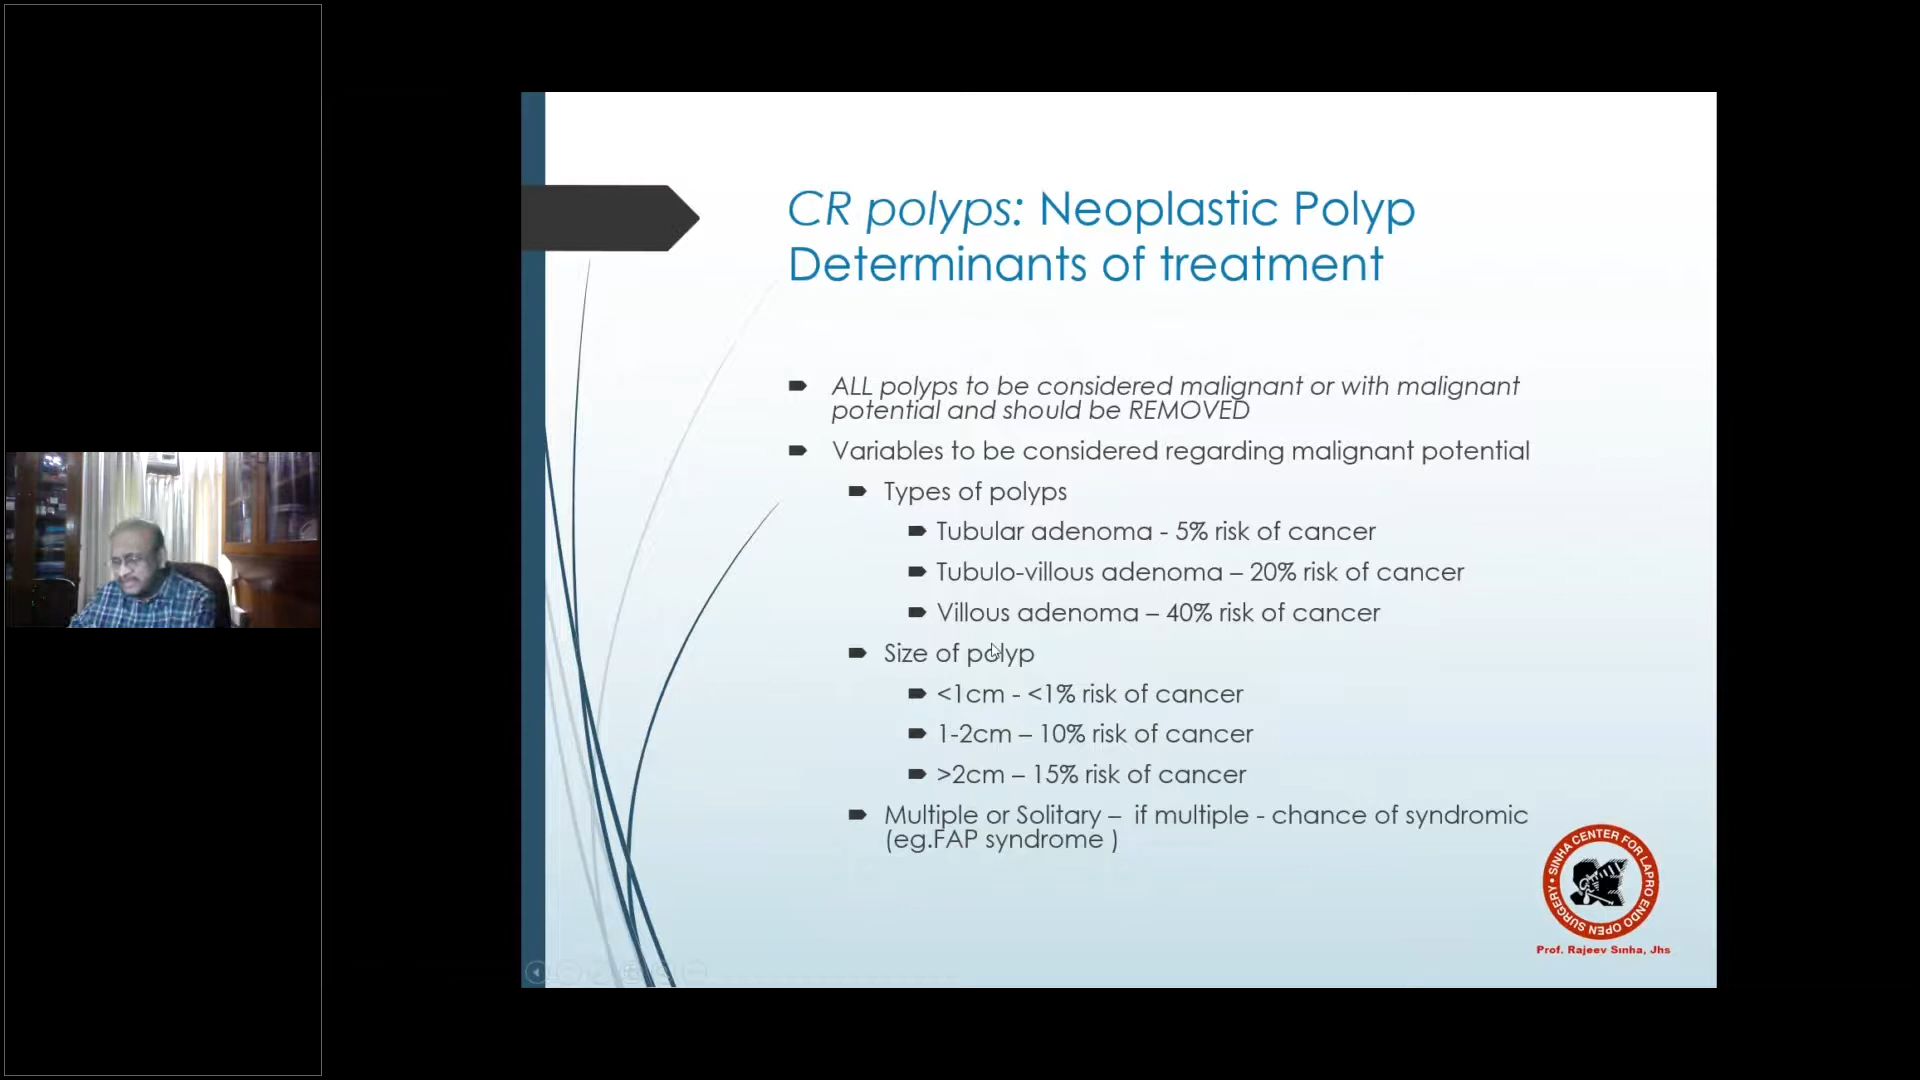 CR polyps: Neoplastic Polyp
Determinants of treatment
ALL polyps to be considered malignant or with malignant
potential and should be REMOVED
Variables to be considered regarding malignant potential
Types of polyps
Tubular adenoma - 5% risk of cancer
Tubulo-villous adenoma – 20% risk of cancer
Villous adenoma – 40% risk of cancer
Size of polyp
<1cm - <1% risk of cancer
1-2cm – 10% risk of cancer
>2cm – 15% risk of cancer
Multiple or Solitary – if multiple - chance of syndromic
(eg.FAP syndrome )
SINHA CENTER FOR LAPRO ENDO OPEN SURGERY
Prof. Rajeev Sinha, Jhs